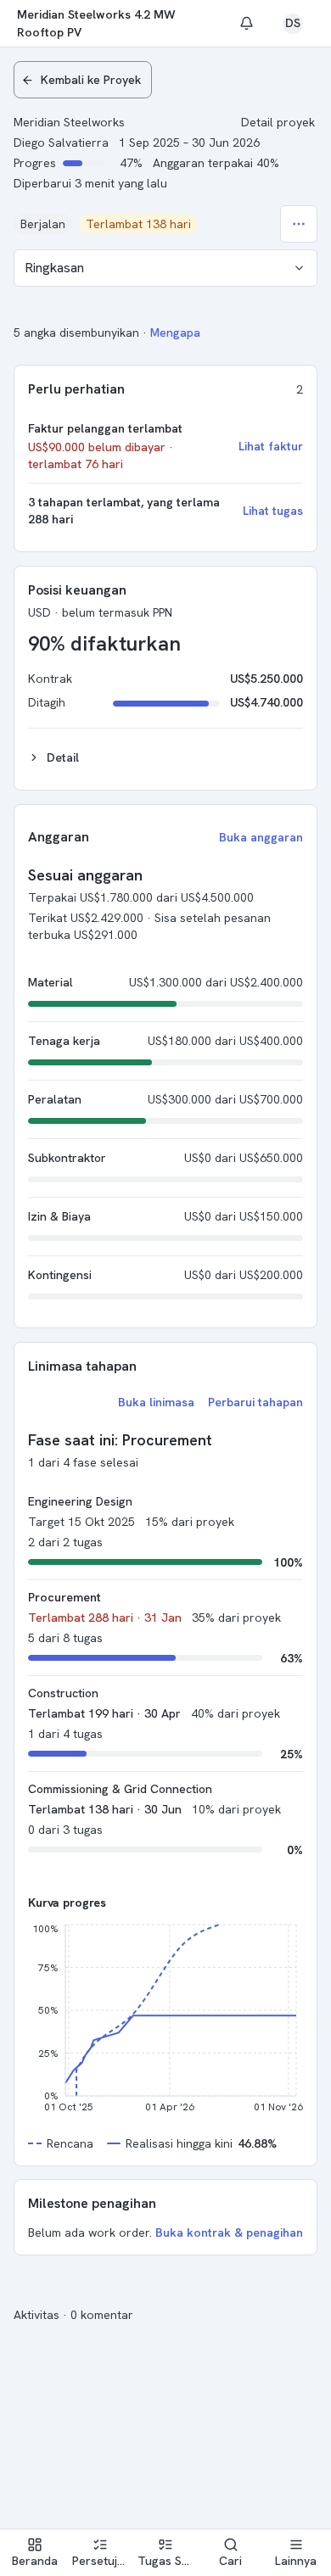 Meridian Steelworks 4.2 MW
Rooftop PV
DS
Kembali ke Proyek
Meridian Steelworks
Detail proyek
Diego Salvatierra 1 Sep 2025 – 30 Jun 2026
Progres 47% Anggaran terpakai 40%
Diperbarui 3 menit yang lalu
Berjalan Terlambat 138 hari
Ringkasan
5 angka disembunyikan · Mengapa
Perlu perhatian 2
Faktur pelanggan terlambat
US$90.000 belum dibayar ·
terlambat 76 hari
Lihat faktur
3 tahapan terlambat, yang terlama
288 hari
Lihat tugas
Posisi keuangan
USD · belum termasuk PPN
90% difakturkan
Kontrak US$5.250.000
Ditagih US$4.740.000
Detail
Anggaran Buka anggaran
Sesuai anggaran
Terpakai US$1.780.000 dari US$4.500.000
Terikat US$2.429.000 · Sisa setelah pesanan
terbuka US$291.000
Material US$1.300.000 dari US$2.400.000
Tenaga kerja US$180.000 dari US$400.000
Peralatan US$300.000 dari US$700.000
Subkontraktor US$0 dari US$650.000
Izin & Biaya US$0 dari US$150.000
Kontingensi US$0 dari US$200.000
Linimasa tahapan
Buka linimasa Perbarui tahapan
Fase saat ini: Procurement
1 dari 4 fase selesai
Engineering Design
Target 15 Okt 2025 15% dari proyek
2 dari 2 tugas
100%
Procurement
Terlambat 288 hari · 31 Jan 35% dari proyek
5 dari 8 tugas
63%
Construction
Terlambat 199 hari · 30 Apr 40% dari proyek
1 dari 4 tugas
25%
Commissioning & Grid Connection
Terlambat 138 hari · 30 Jun 10% dari proyek
0 dari 3 tugas
0%
Kurva progres
100%
75%
50%
25%
0%
01 Oct '25 01 Apr '26 01 Nov '26
Rencana Realisasi hingga kini 46.88%
Milestone penagihan
Belum ada work order. Buka kontrak & penagihan
Aktivitas · 0 komentar
Beranda Persetuj... Tugas S... Cari Lainnya